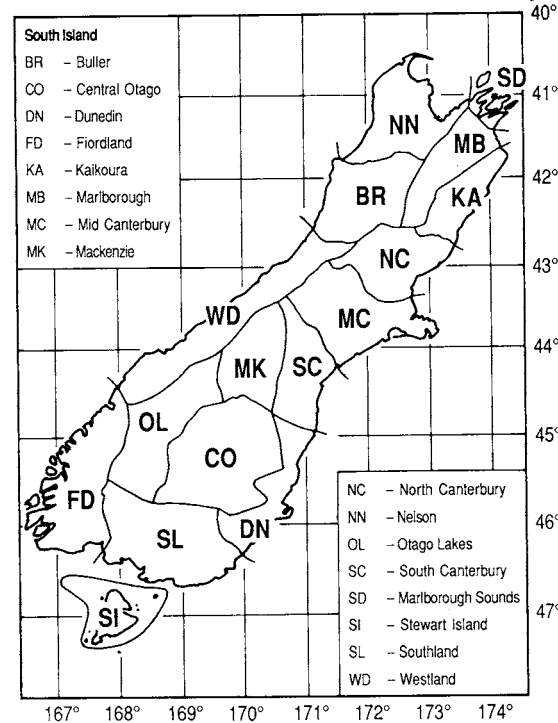 40°
South Island
BR – Buller
CO – Central Otago
DN – Dunedin
FD – Fiordland
KA – Kaikoura
MB – Marlborough
MC – Mid Canterbury
MK – Mackenzie
SD
41°
NN
MB
42°
BR
KA
NC
43°
WD
MC
44°
MK
SC
OL
45°
CO
FD
46°
SL
DN
47°
SI
NC – North Canterbury
NN – Nelson
OL – Otago Lakes
SC – South Canterbury
SD – Marlborough Sounds
SI – Stewart Island
SL – Southland
WD – Westland
167° 168° 169° 170° 171° 172° 173° 174°